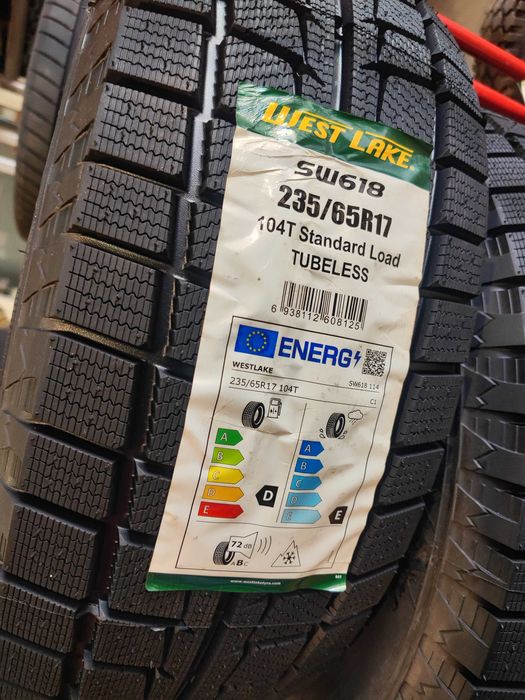 WEST LAKE®
SW618
235/65R17
104T Standard Load
TUBELESS
6 938112 608125
ENERG
WESTLAKE
SW618 114
235/65R17 104T
C1
A
A
B
B
C
C
D
D
D
E
E
E
72 dB
ABC
www.westlaketyre.com